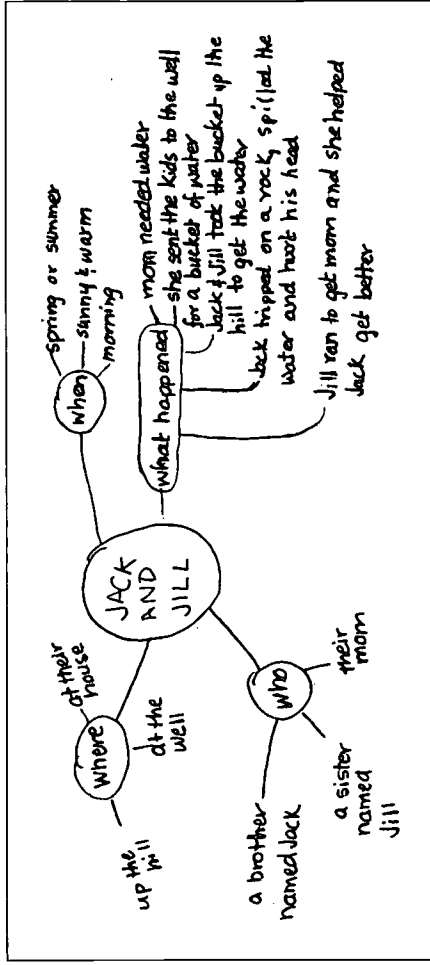 JACK
AND
JILL
where
at their
house
at the
well
up the
hill
when
spring or summer
sunny & warm
morning
what happened
mom needed water
she sent the kids to the well
for a bucket of water
Jack & Jill took the bucket up the
hill to get the water
Jack tripped on a rock, spilled the
water and hurt his head
Jill ran to get mom and she helped
Jack get better
who
a brother
named Jack
a sister
named
Jill
their
mom